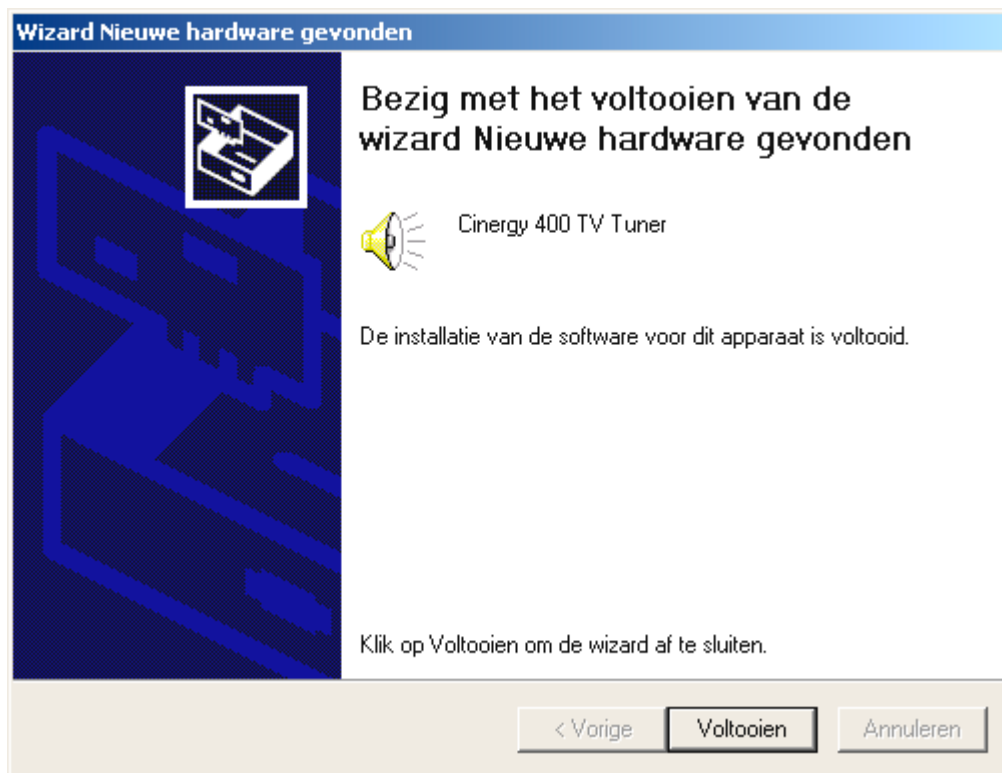 Wizard Nieuwe hardware gevonden
Bezig met het voltooien van de
wizard Nieuwe hardware gevonden
Cinergy 400 TV Tuner
De installatie van de software voor dit apparaat is voltooid.
Klik op Voltooien om de wizard af te sluiten.
< Vorige
Voltooien
Annuleren